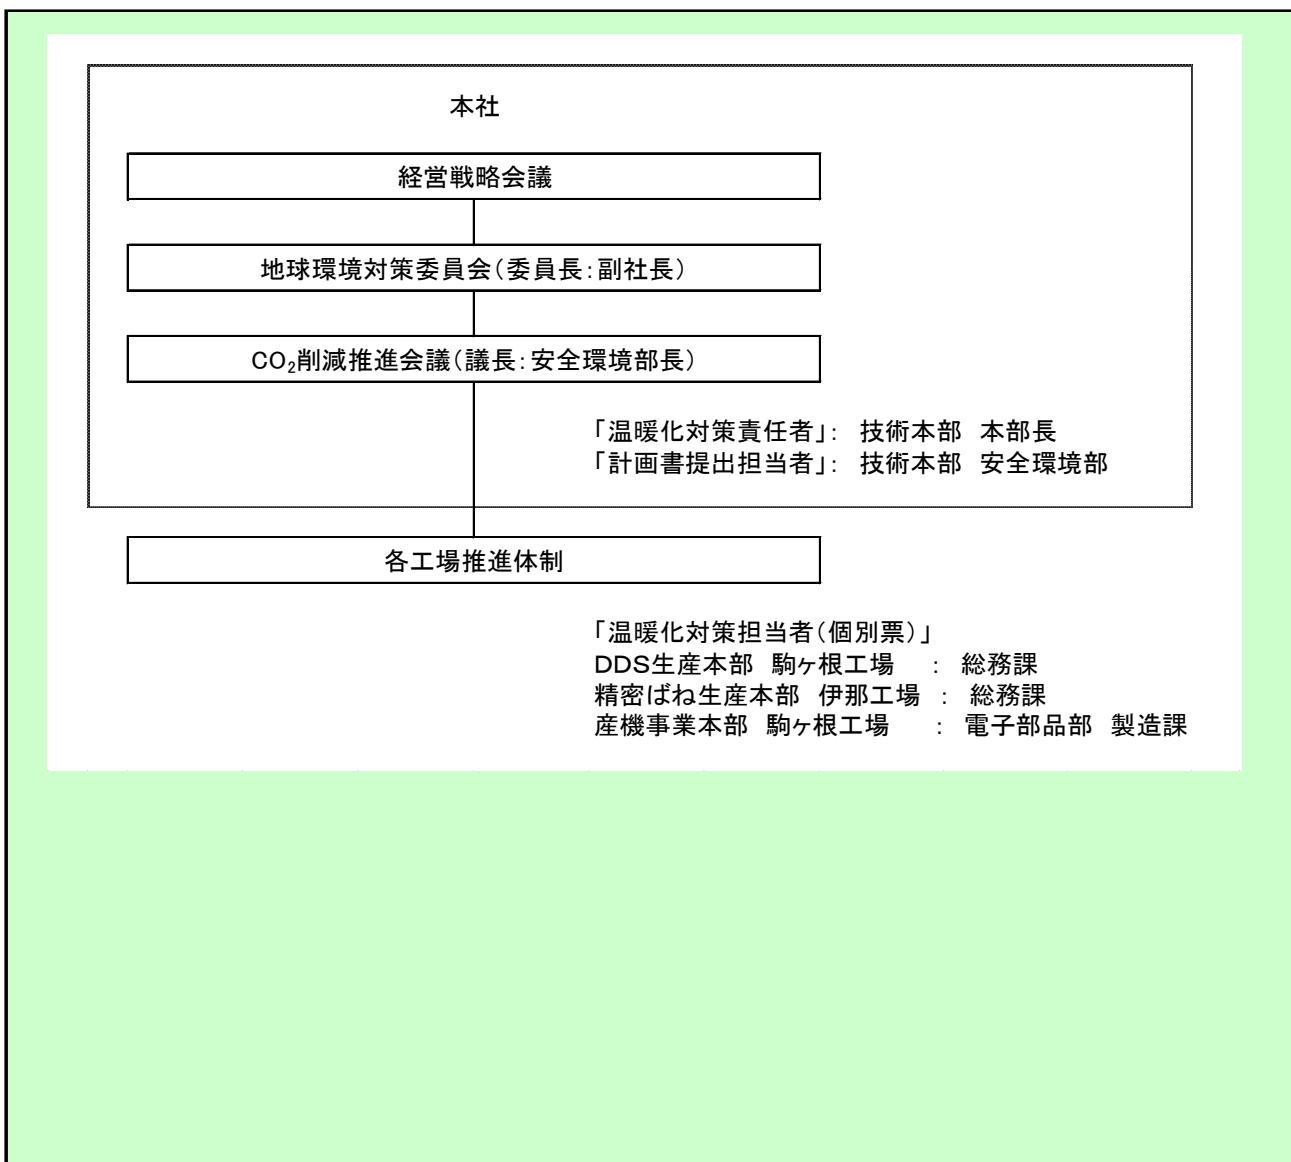 本社
経営戦略会議
地球環境対策委員会（委員長：副社長）
CO₂削減推進会議（議長：安全環境部長）
「温暖化対策責任者」：　技術本部　本部長
「計画書提出担当者」：　技術本部　安全環境部
各工場推進体制
「温暖化対策担当者（個別票）」
DDS生産本部　駒ヶ根工場　：　総務課
精密ばね生産本部　伊那工場　：　総務課
産機事業本部　駒ヶ根工場　：　電子部品部　製造課